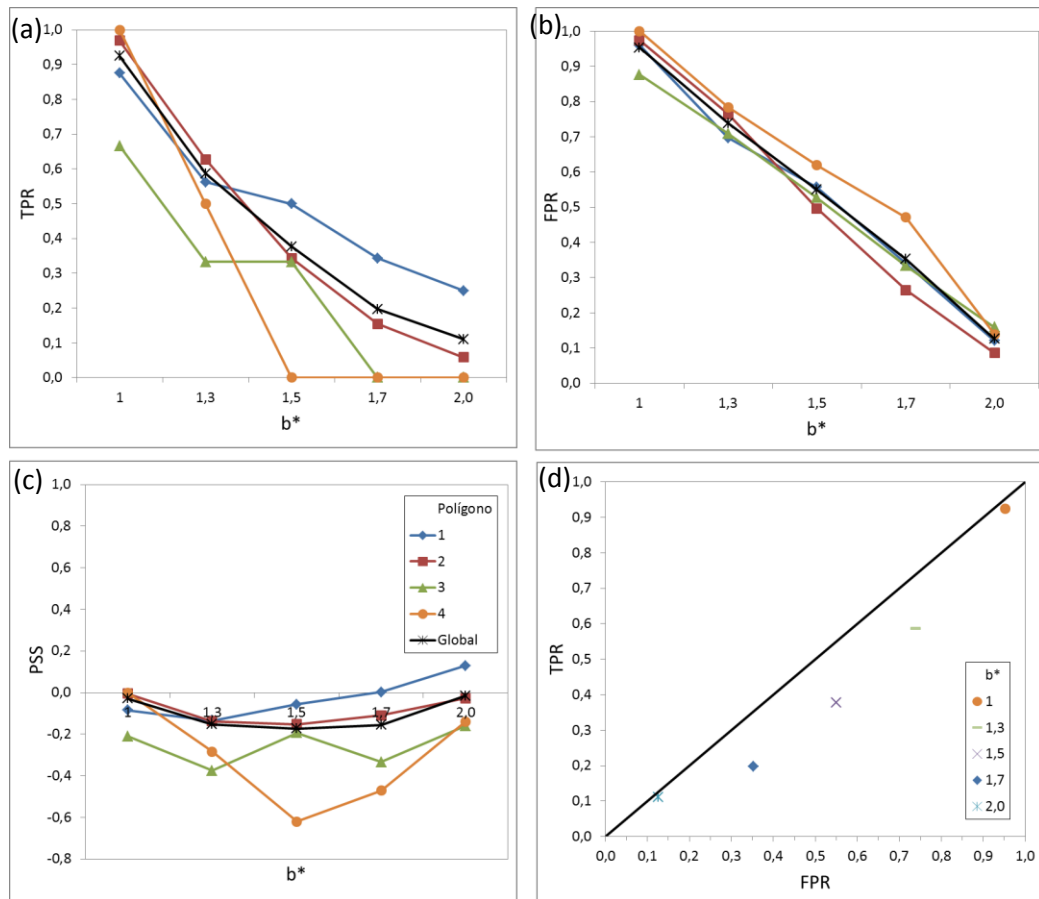 (a)
1,0
0,9
0,8
0,7
0,6
0,5
0,4
0,3
0,2
0,1
0,0
TPR
1 1,3 1,5 1,7 2,0
b*
(b)
1,0
0,9
0,8
0,7
0,6
0,5
0,4
0,3
0,2
0,1
0,0
FPR
1 1,3 1,5 1,7 2,0
b*
(c)
1,0
0,8
0,6
0,4
0,2
0,0
-0,2
-0,4
-0,6
-0,8
PSS
1 1,3 1,5 1,7 2,0
b*
Polígono
1
2
3
4
Global
(d)
1,0
0,9
0,8
0,7
0,6
0,5
0,4
0,3
0,2
0,1
0,0
TPR
0,0 0,1 0,2 0,3 0,4 0,5 0,6 0,7 0,8 0,9 1,0
FPR
b*
1
1,3
1,5
1,7
2,0